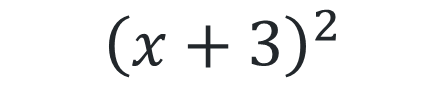 (x + 3)²